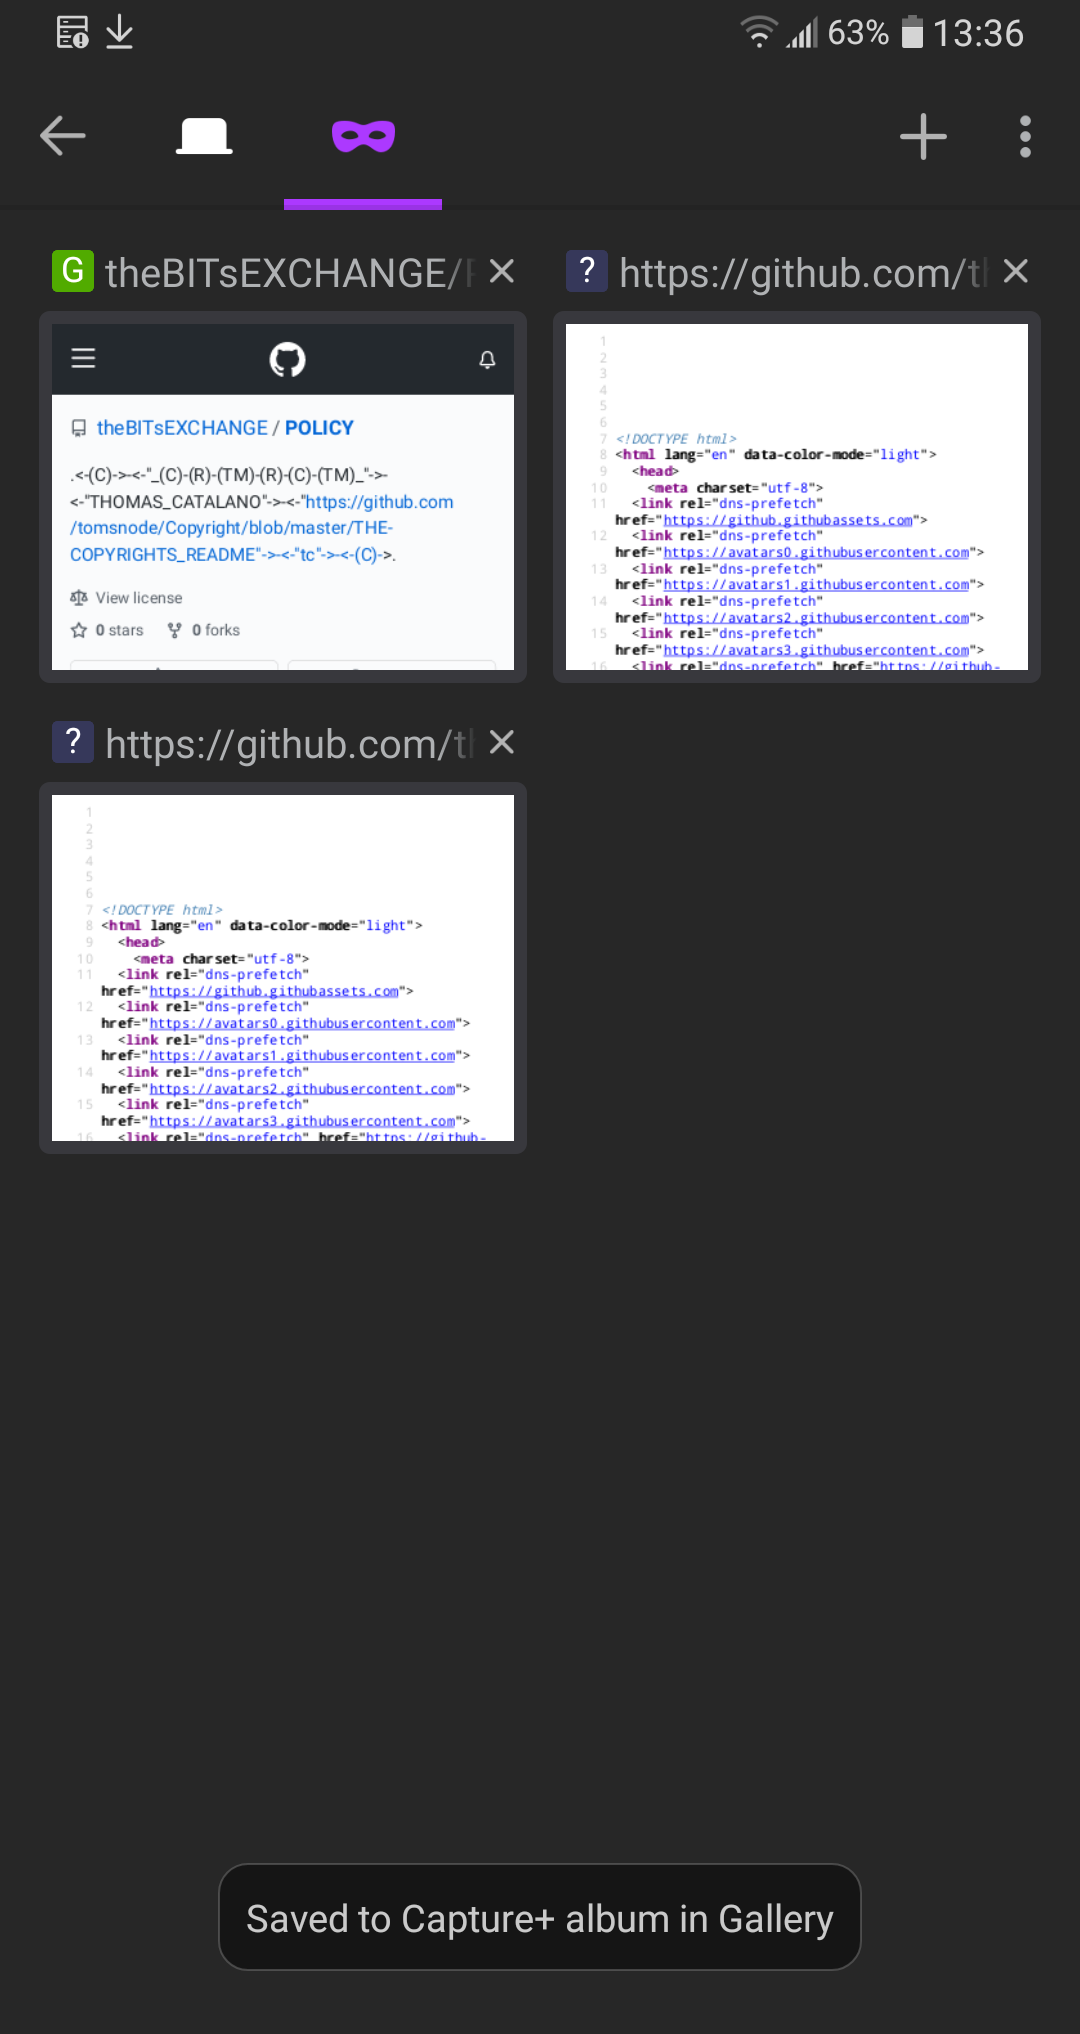 63% 13:36
G theBITsEXCHANGE/
theBITsEXCHANGE / POLICY
.<-(C)->-<-"_(C)-(R)-(TM)-(R)-(C)-(TM)_">-
<-"THOMAS_CATALANO"->-<-"https://github.com
/tomsnode/Copyright/blob/master/THE-
COPYRIGHTS_README"->-<-"tc"->-<-(C)->.
View license
0 stars 0 forks
? https://github.com/t
1
2
3
4
5
6
7 <!DOCTYPE html>
8 <html lang="en" data-color-mode="light">
9 <head>
10 <meta charset="utf-8">
11 <link rel="dns-prefetch"
href="https://github.githubassets.com">
12 <link rel="dns-prefetch"
href="https://avatars0.githubusercontent.com">
13 <link rel="dns-prefetch"
href="https://avatars1.githubusercontent.com">
14 <link rel="dns-prefetch"
href="https://avatars2.githubusercontent.com">
15 <link rel="dns-prefetch"
href="https://avatars3.githubusercontent.com">
16 <link rel="dns-prefetch" href="https://github-
? https://github.com/t
1
2
3
4
5
6
7 <!DOCTYPE html>
8 <html lang="en" data-color-mode="light">
9 <head>
10 <meta charset="utf-8">
11 <link rel="dns-prefetch"
href="https://github.githubassets.com">
12 <link rel="dns-prefetch"
href="https://avatars0.githubusercontent.com">
13 <link rel="dns-prefetch"
href="https://avatars1.githubusercontent.com">
14 <link rel="dns-prefetch"
href="https://avatars2.githubusercontent.com">
15 <link rel="dns-prefetch"
href="https://avatars3.githubusercontent.com">
16 <link rel="dns-prefetch" href="https://github-
Saved to Capture+ album in Gallery